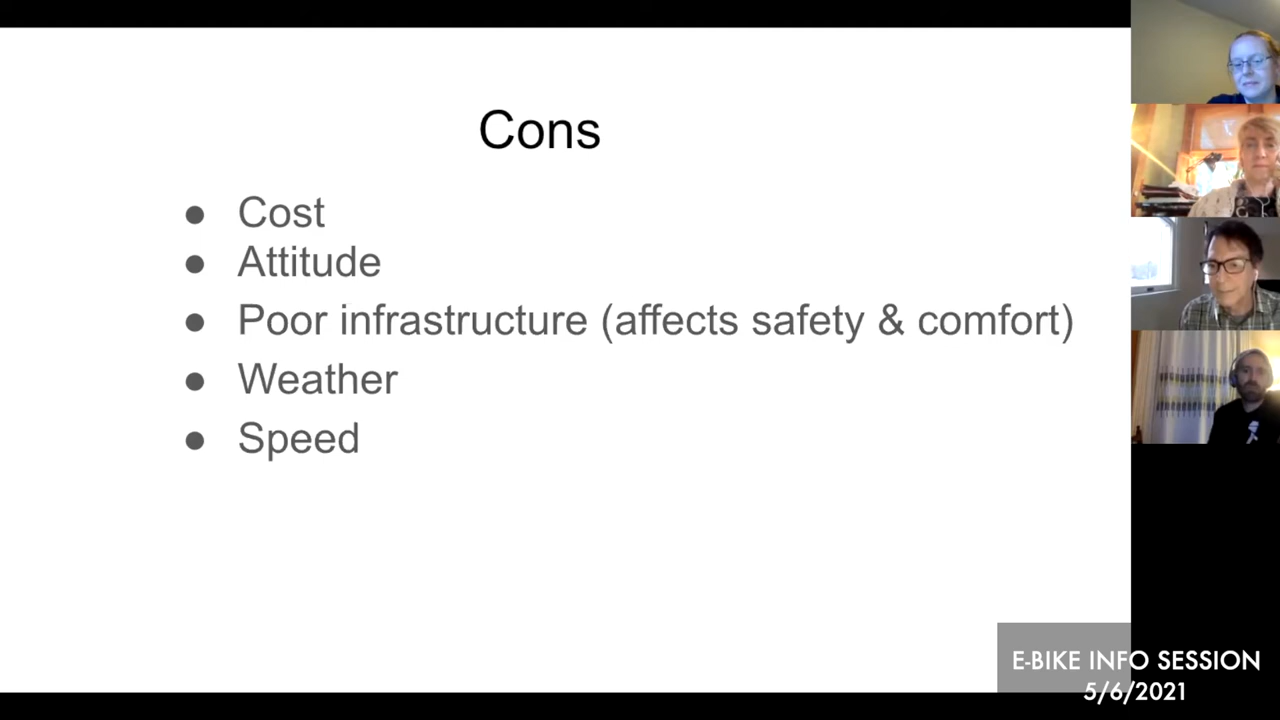 Cons
● Cost
● Attitude
● Poor infrastructure (affects safety & comfort)
● Weather
● Speed
E-BIKE INFO SESSION
5/6/2021